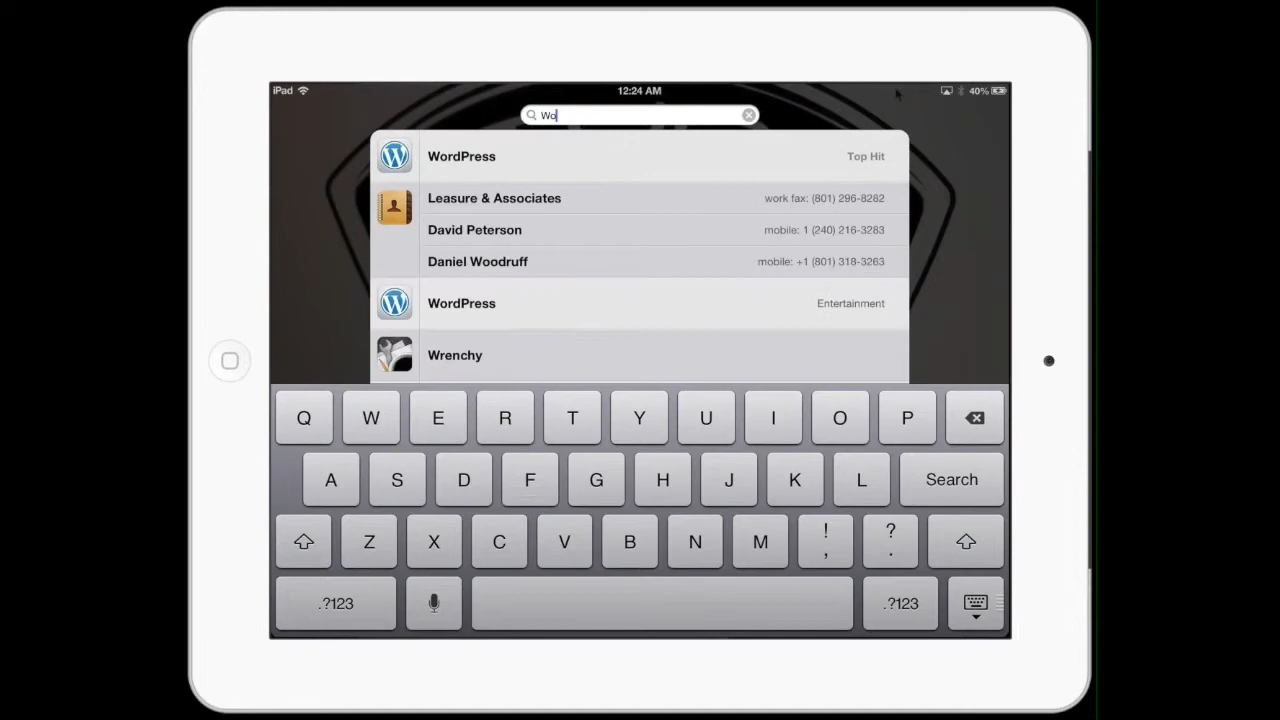 iPad 12:24 AM 40%
Wo
WordPress Top Hit
Leasure & Associates work fax: (801) 296-8282
David Peterson mobile: 1 (240) 216-3283
Daniel Woodruff mobile: +1 (801) 318-3263
WordPress Entertainment
Wrenchy
Q W E R T Y U I O P
A S D F G H J K L Search
Z X C V B N M ! , ? .
.?123 .?123